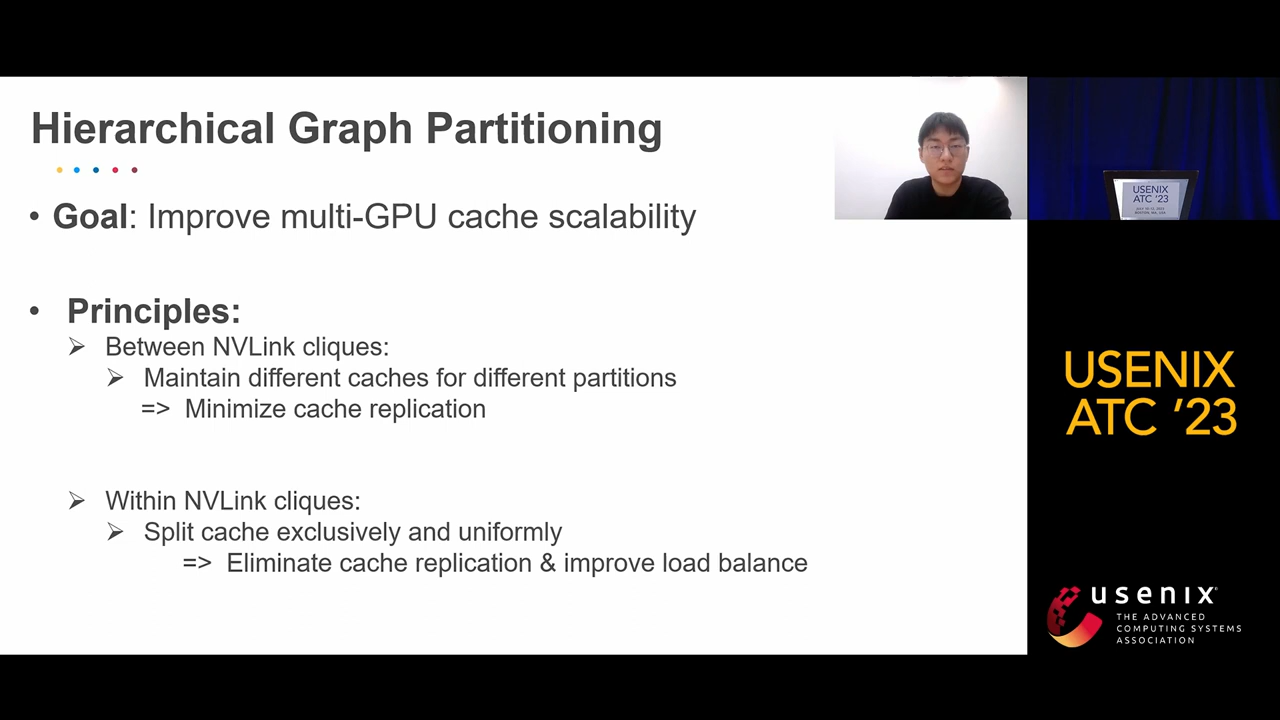 Hierarchical Graph Partitioning
• Goal: Improve multi-GPU cache scalability
• Principles:
➢ Between NVLink cliques:
➢ Maintain different caches for different partitions
=> Minimize cache replication
➢ Within NVLink cliques:
➢ Split cache exclusively and uniformly
=> Eliminate cache replication & improve load balance
USENIX
ATC '23
USENIX
ATC ’23
usenix
THE ADVANCED
COMPUTING SYSTEMS
ASSOCIATION